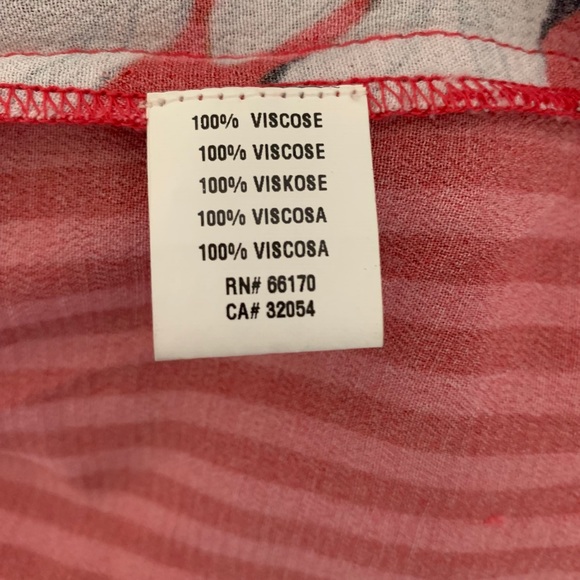 100% VISCOSE
100% VISCOSE
100% VISKOSE
100% VISCOSA
100% VISCOSA
RN# 66170
CA# 32054